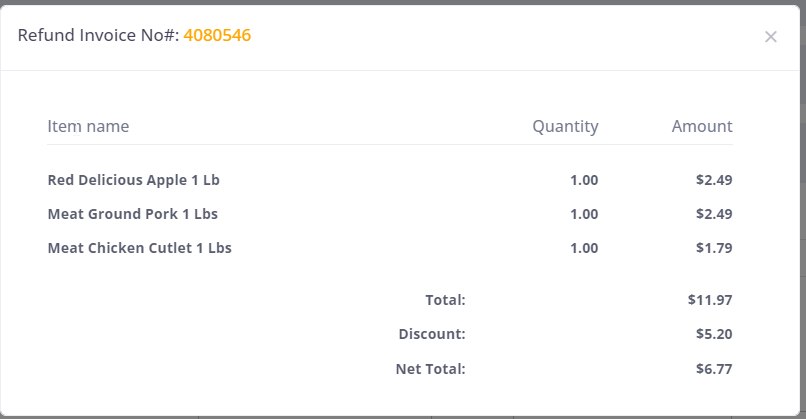 Refund Invoice No#: 4080546 ×
Item name Quantity Amount
Red Delicious Apple 1 Lb 1.00 $2.49
Meat Ground Pork 1 Lbs 1.00 $2.49
Meat Chicken Cutlet 1 Lbs 1.00 $1.79
Total: $11.97
Discount: $5.20
Net Total: $6.77